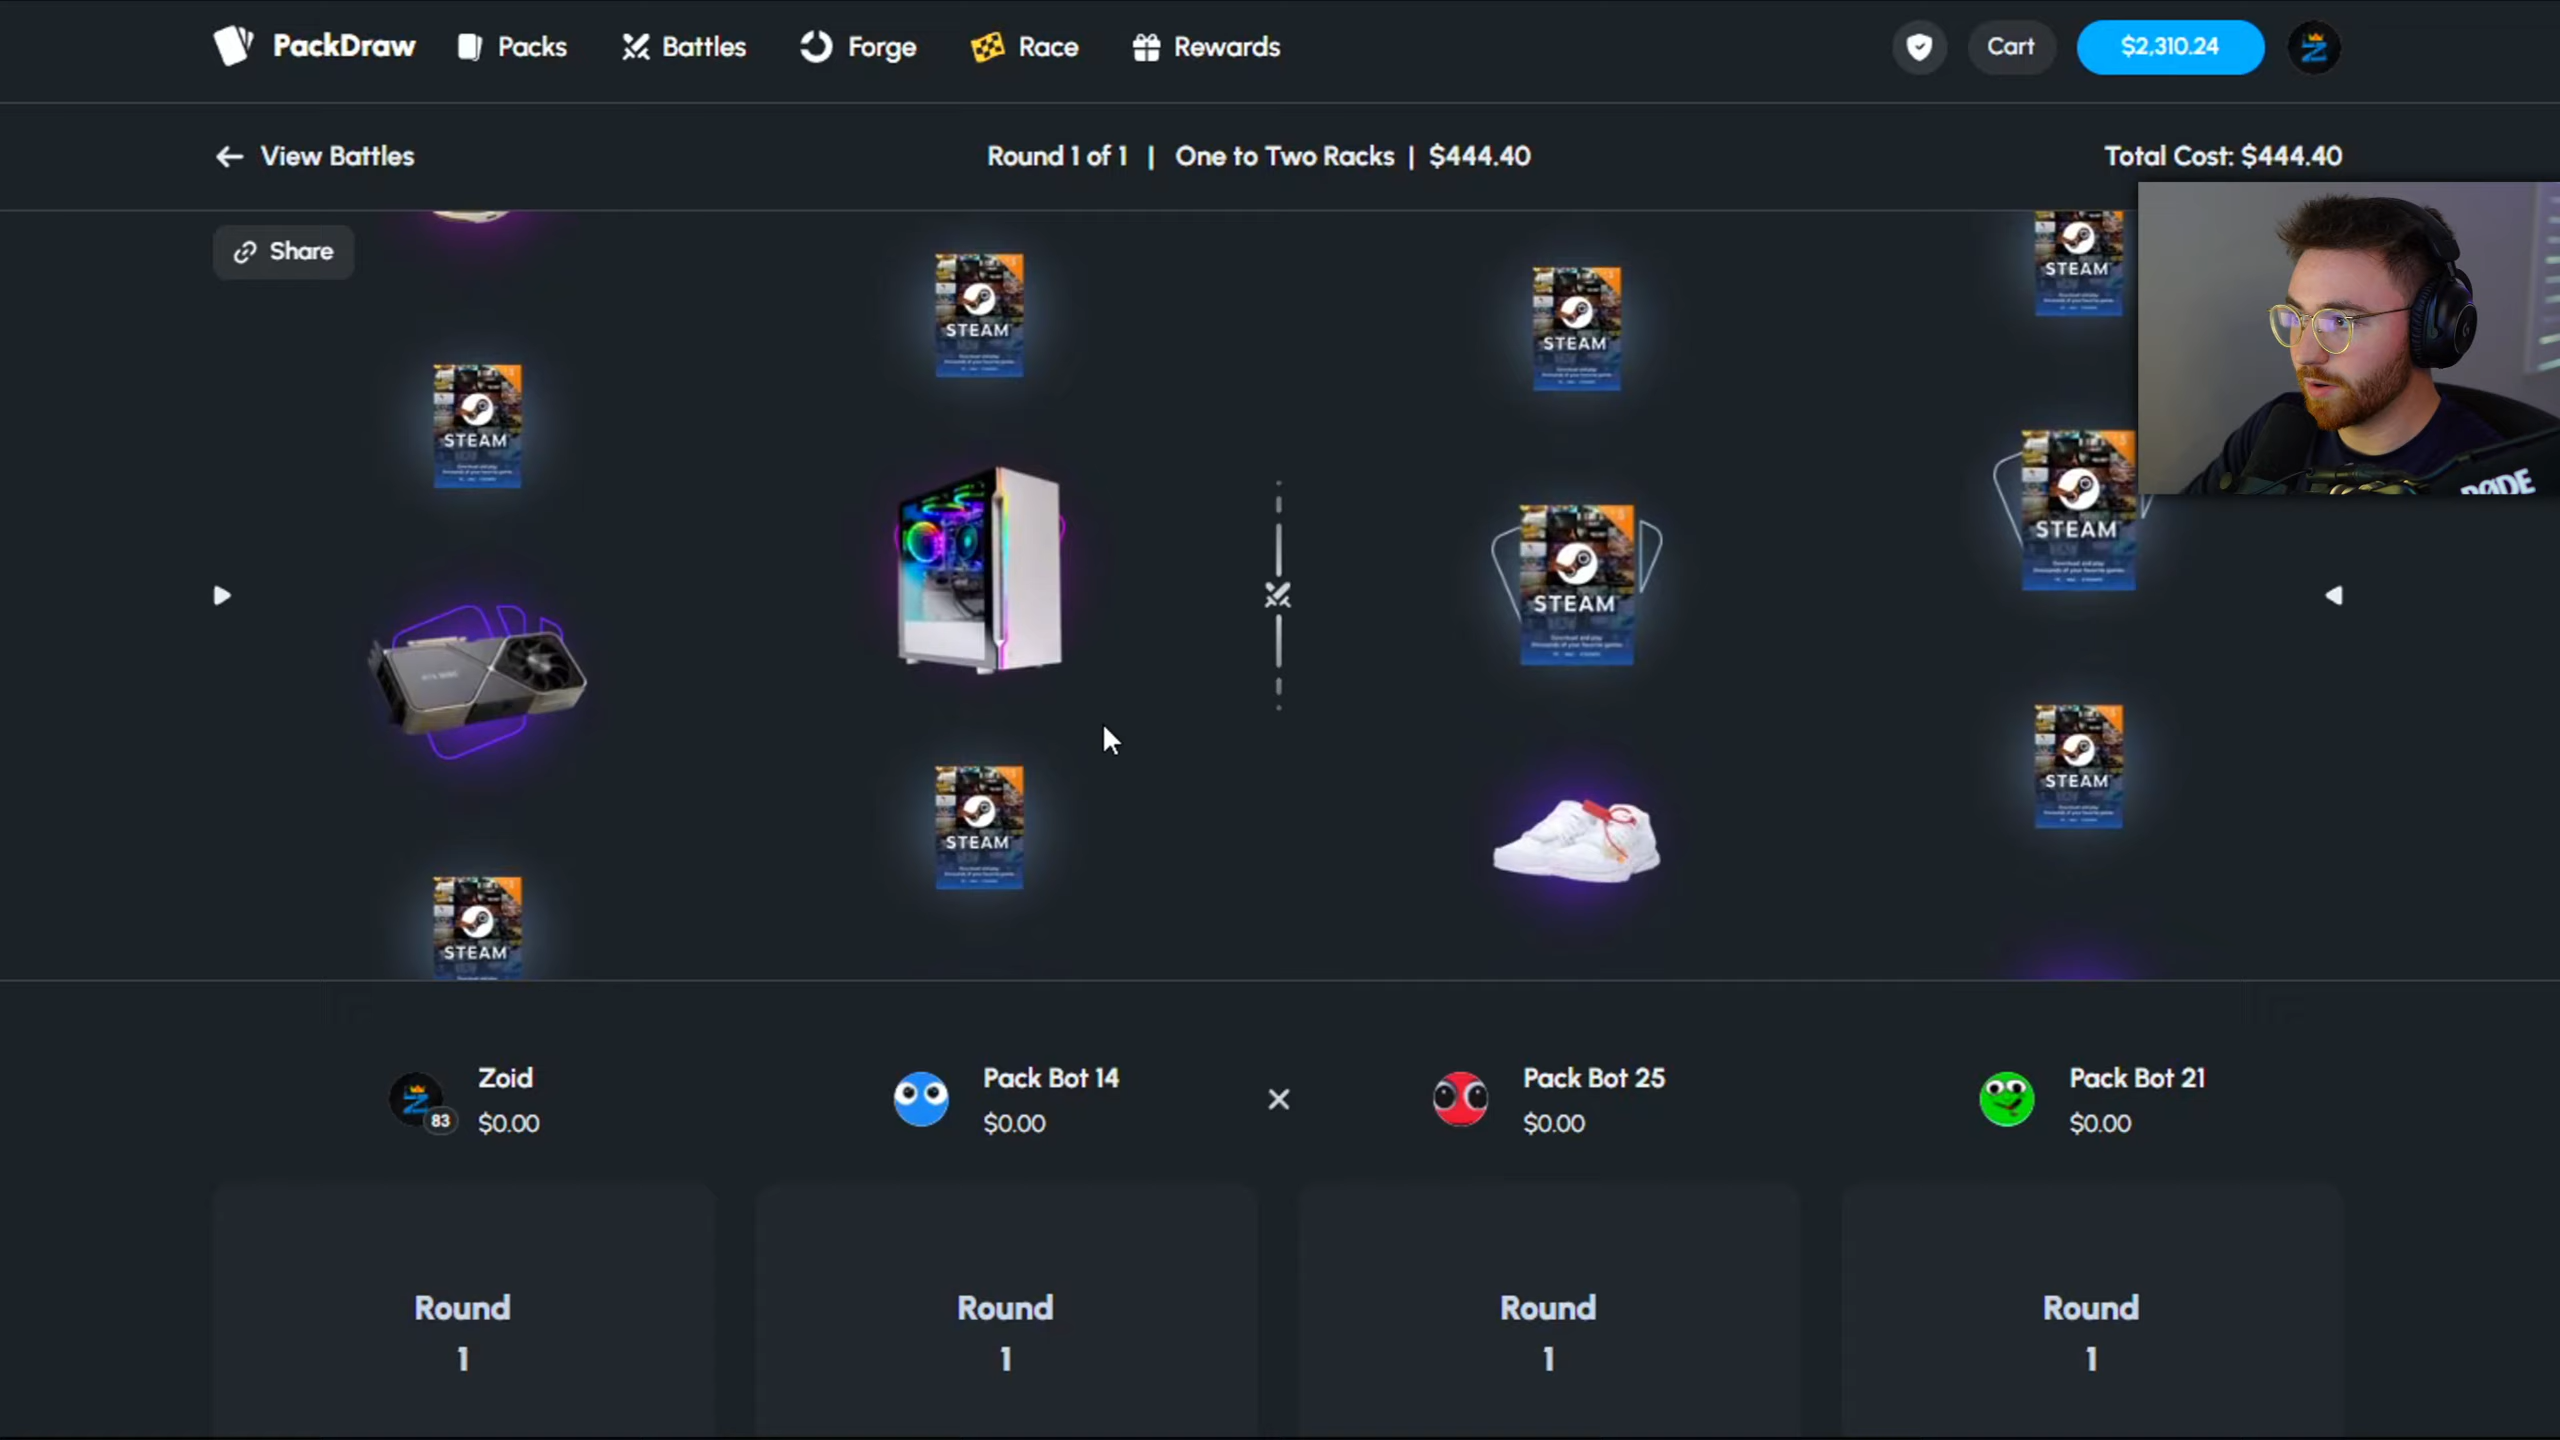 PackDraw
Packs
Battles
Forge
Race
Rewards
Cart
$2,310.24
View Battles
Round 1 of 1 | One to Two Racks | $444.40
Total Cost: $444.40
Share
STEAM
STEAM
STEAM
STEAM
STEAM
STEAM
STEAM
STEAM
STEAM
STEAM
RØDE
Zoid
83
$0.00
Pack Bot 14
$0.00
Pack Bot 25
$0.00
Pack Bot 21
$0.00
Round
1
Round
1
Round
1
Round
1